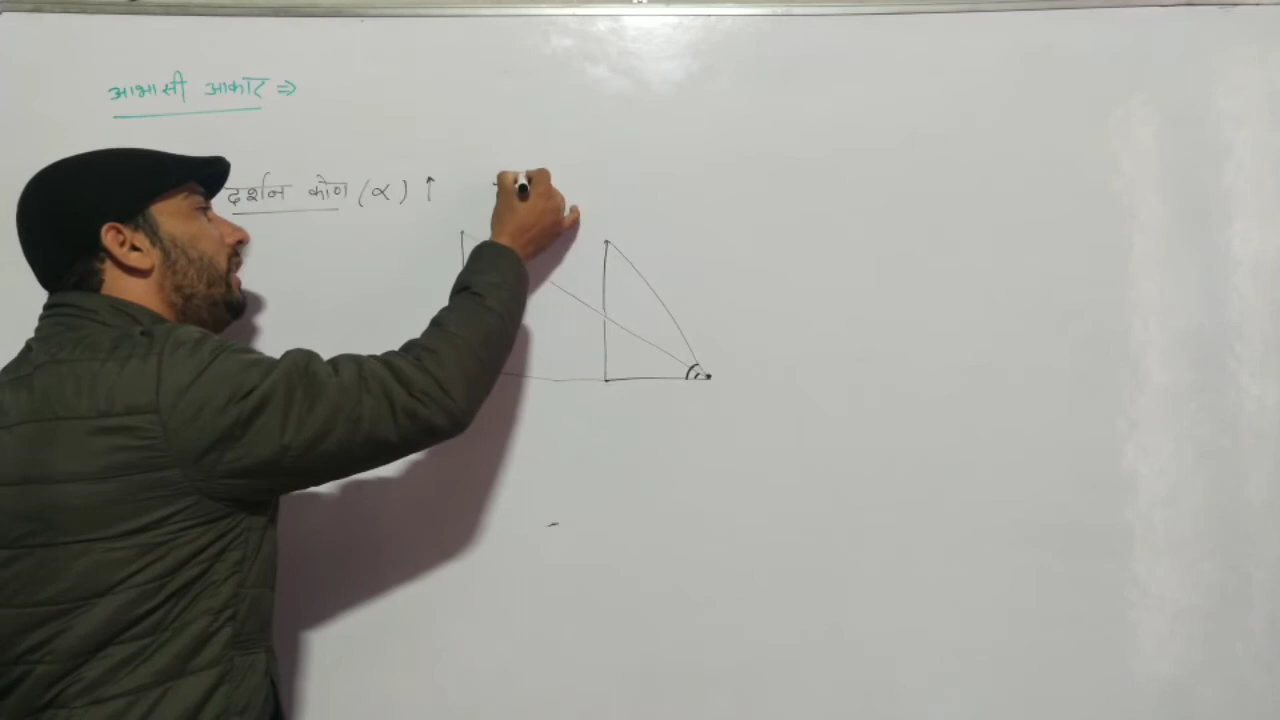 आभासी आकार ⇒
दर्शन कोण (α) ↑